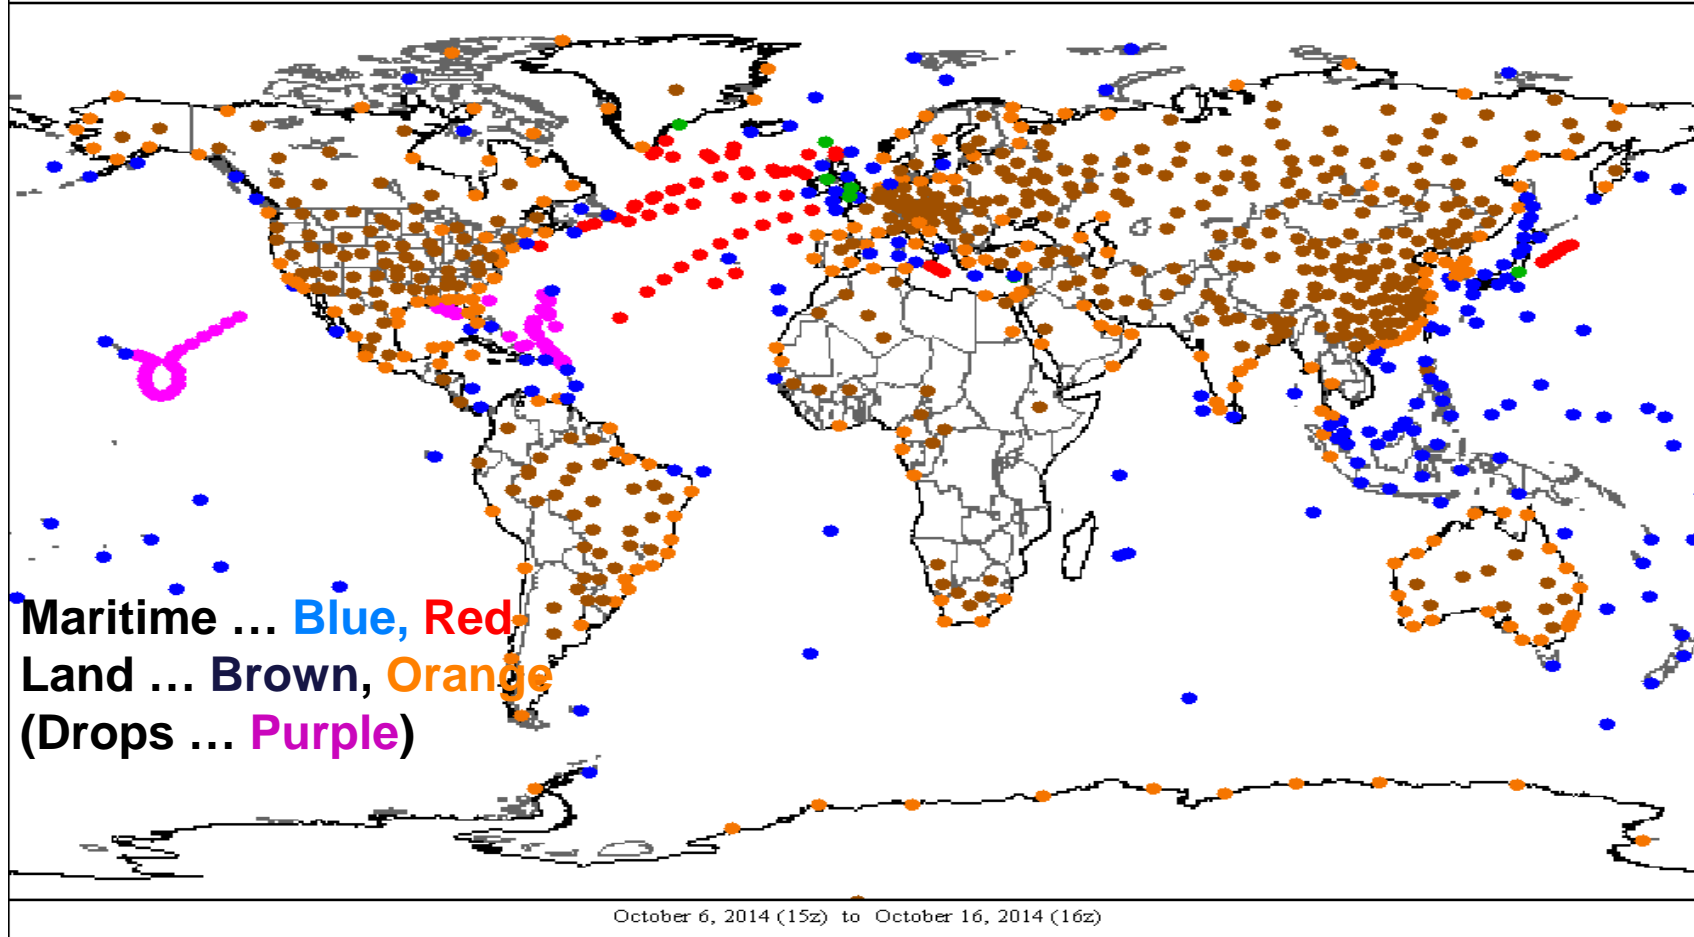 Maritime … Blue, Red
Land … Brown, Orange
(Drops … Purple)
October 6, 2014 (15z) to October 16, 2014 (16z)